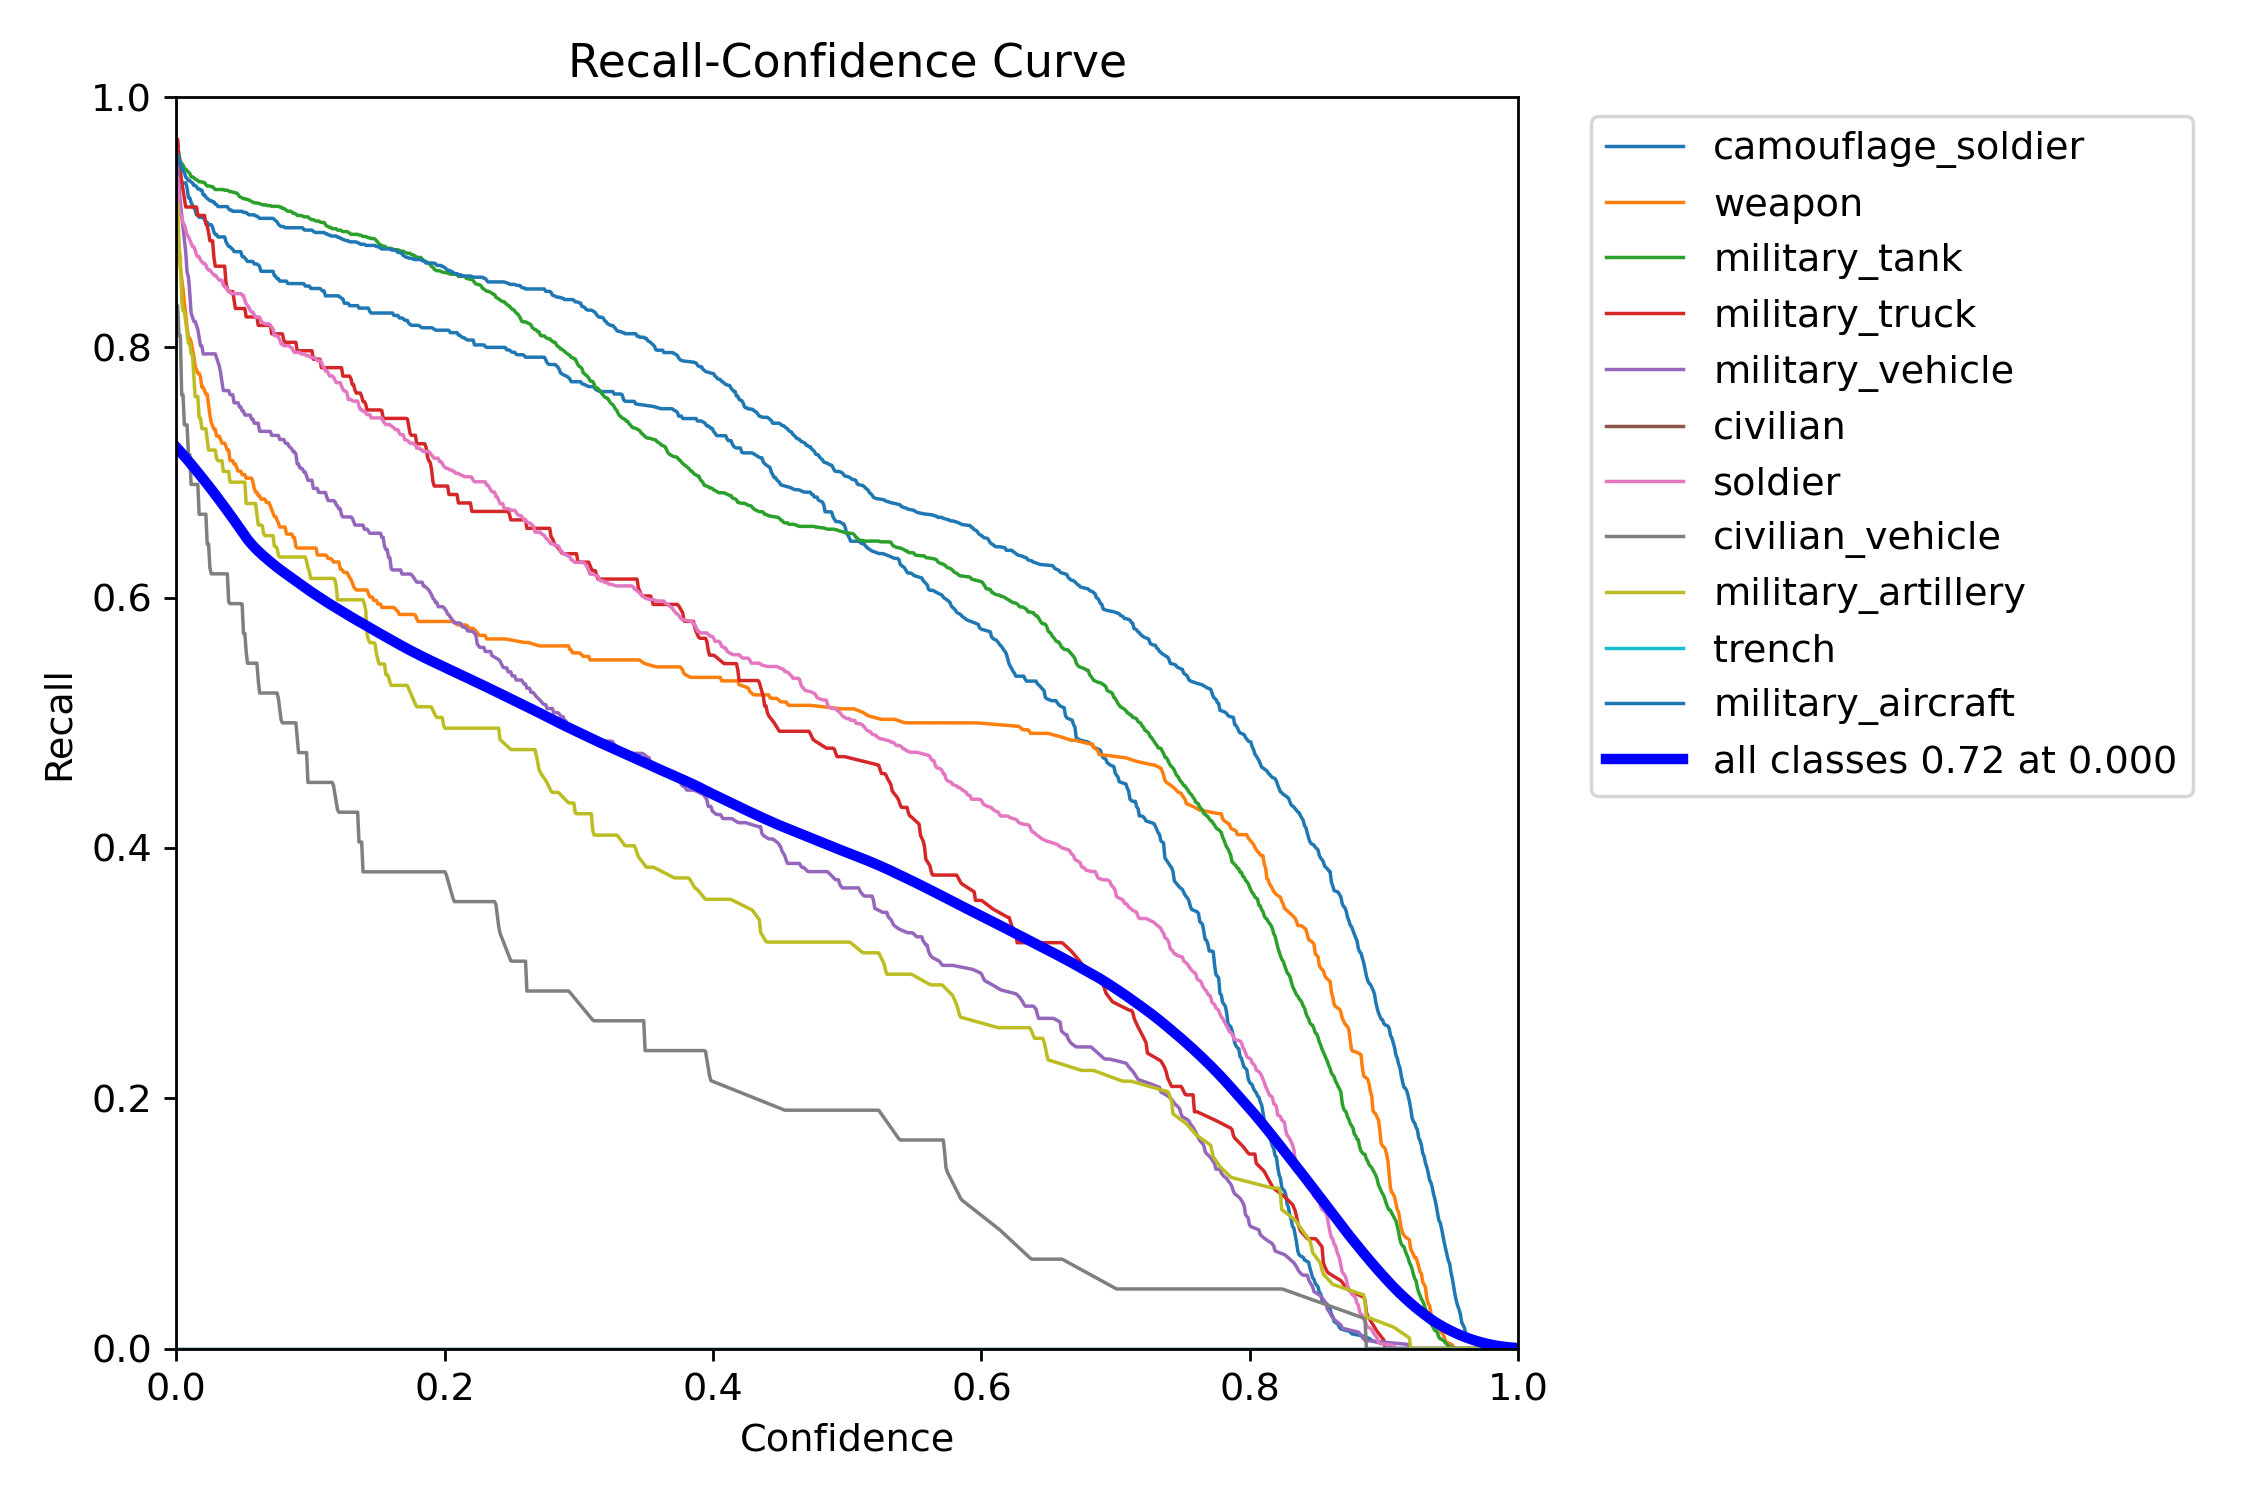 Recall-Confidence Curve
1.0
0.8
0.6
0.4
0.2
0.0
Recall
0.0 0.2 0.4 0.6 0.8 1.0
Confidence
camouflage_soldier
weapon
military_tank
military_truck
military_vehicle
civilian
soldier
civilian_vehicle
military_artillery
trench
military_aircraft
all classes 0.72 at 0.000